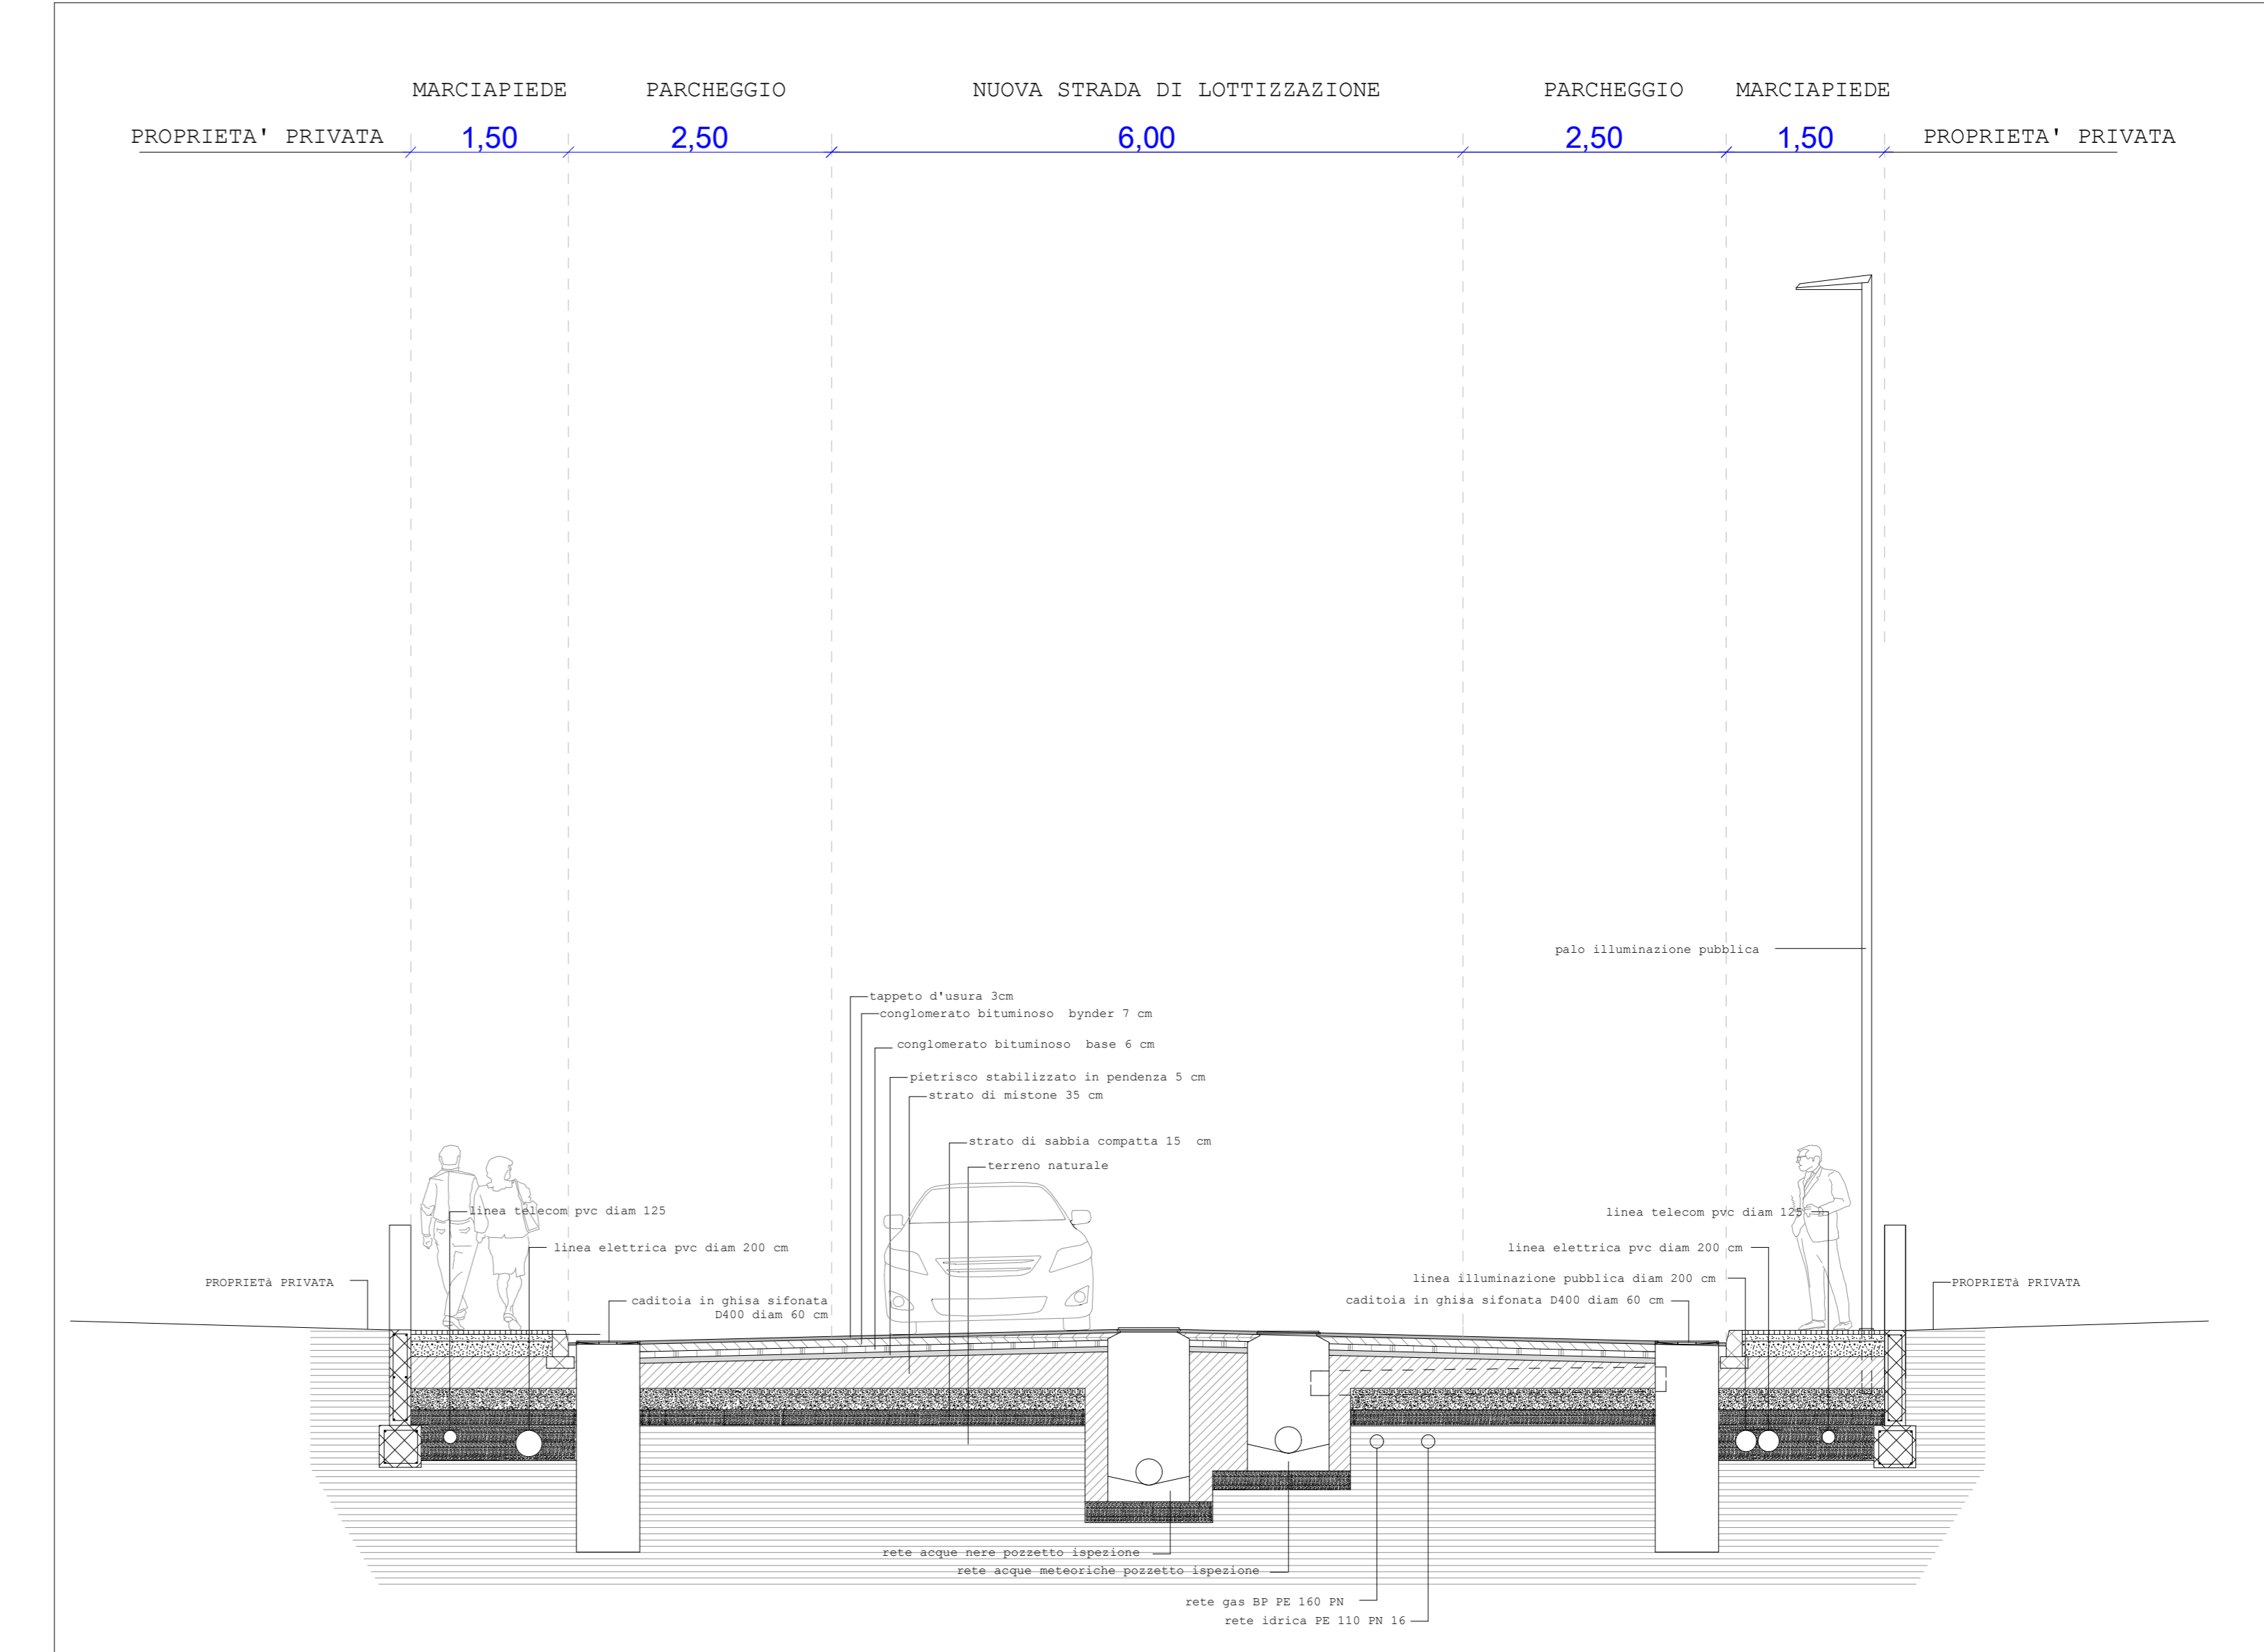 MARCIAPIEDE PARCHEGGIO NUOVA STRADA DI LOTTIZZAZIONE PARCHEGGIO MARCIAPIEDE
PROPRIETA' PRIVATA 1,50 2,50 6,00 2,50 1,50 PROPRIETA' PRIVATA
palo illuminazione pubblica
tappeto d'usura 3cm
conglomerato bituminoso bynder 7 cm
conglomerato bituminoso base 6 cm
pietrisco stabilizzato in pendenza 5 cm
strato di mistone 35 cm
strato di sabbia compatta 15 cm
terreno naturale
linea telecom pvc diam 125
linea elettrica pvc diam 200 cm
PROPRIETà PRIVATA
caditoia in ghisa sifonata
D400 diam 60 cm
linea telecom pvc diam 125
linea elettrica pvc diam 200 cm
linea illuminazione pubblica diam 200 cm
caditoia in ghisa sifonata D400 diam 60 cm
PROPRIETà PRIVATA
rete acque nere pozzetto ispezione
rete acque meteoriche pozzetto ispezione
rete gas BP PE 160 PN
rete idrica PE 110 PN 16